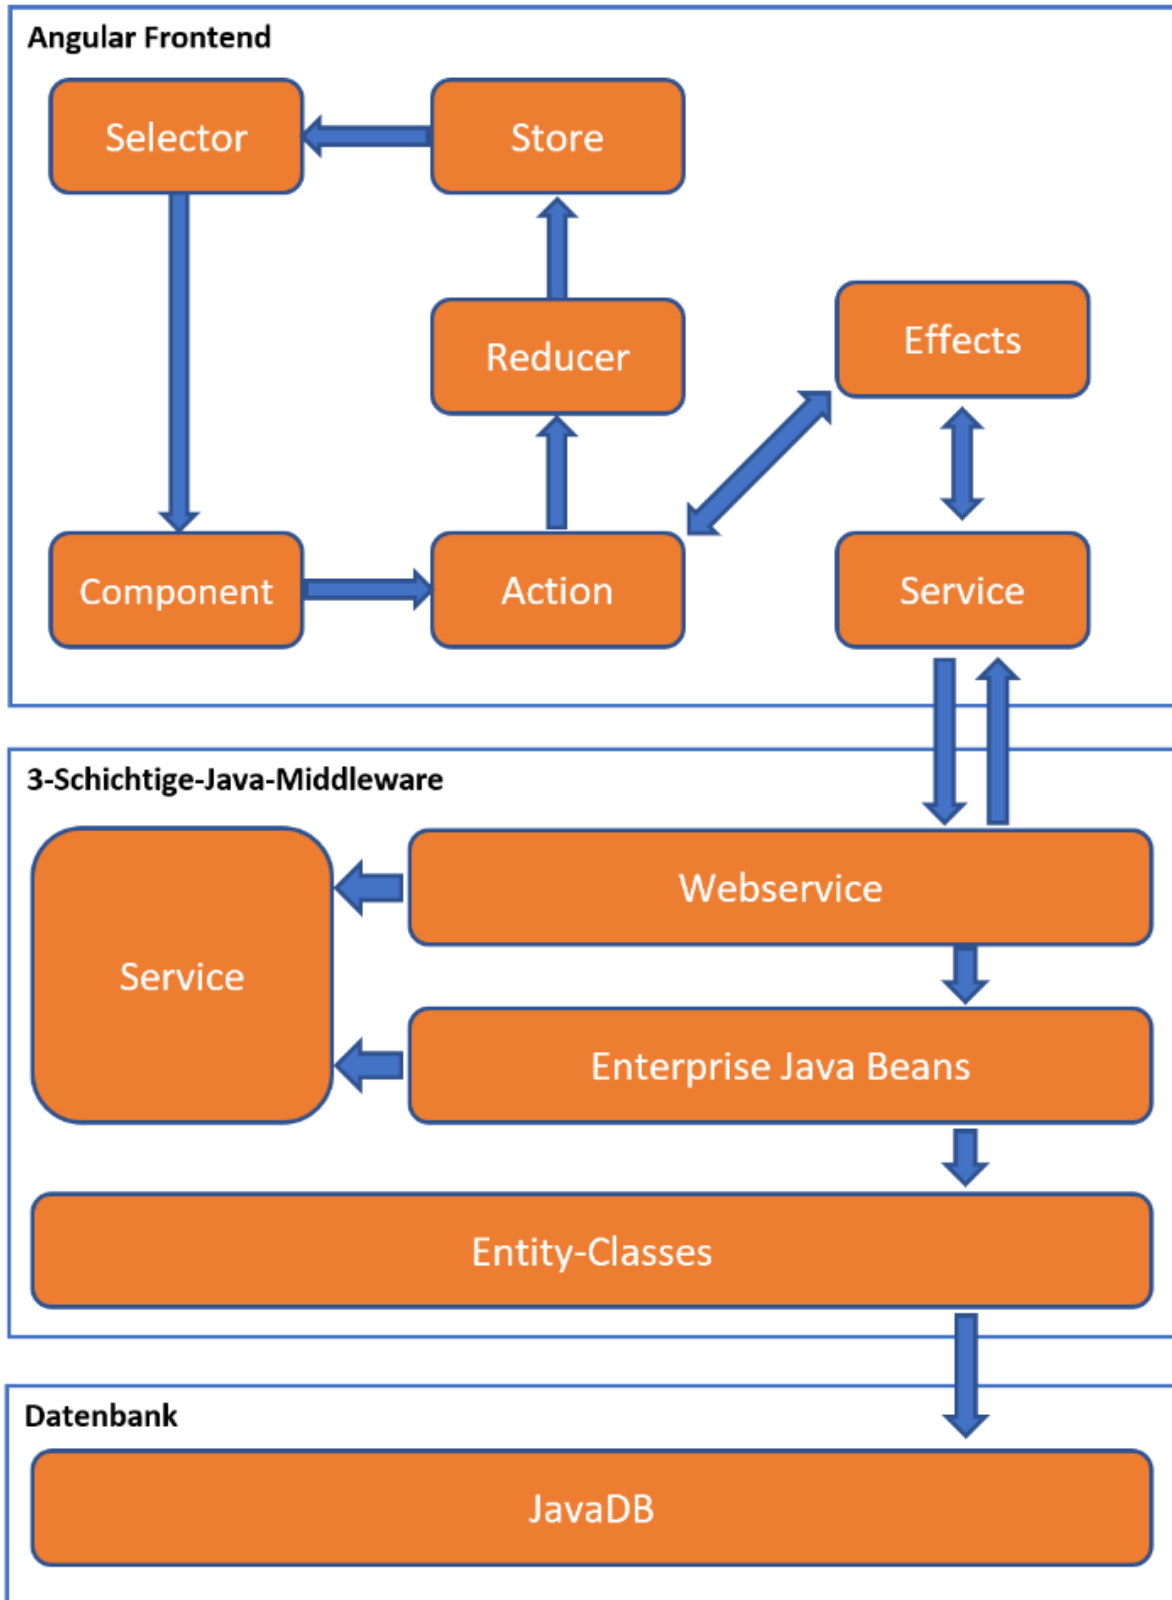 Angular Frontend
Selector
Store
Reducer
Effects
Component
Action
Service
3-Schichtige-Java-Middleware
Service
Webservice
Enterprise Java Beans
Entity-Classes
Datenbank
JavaDB